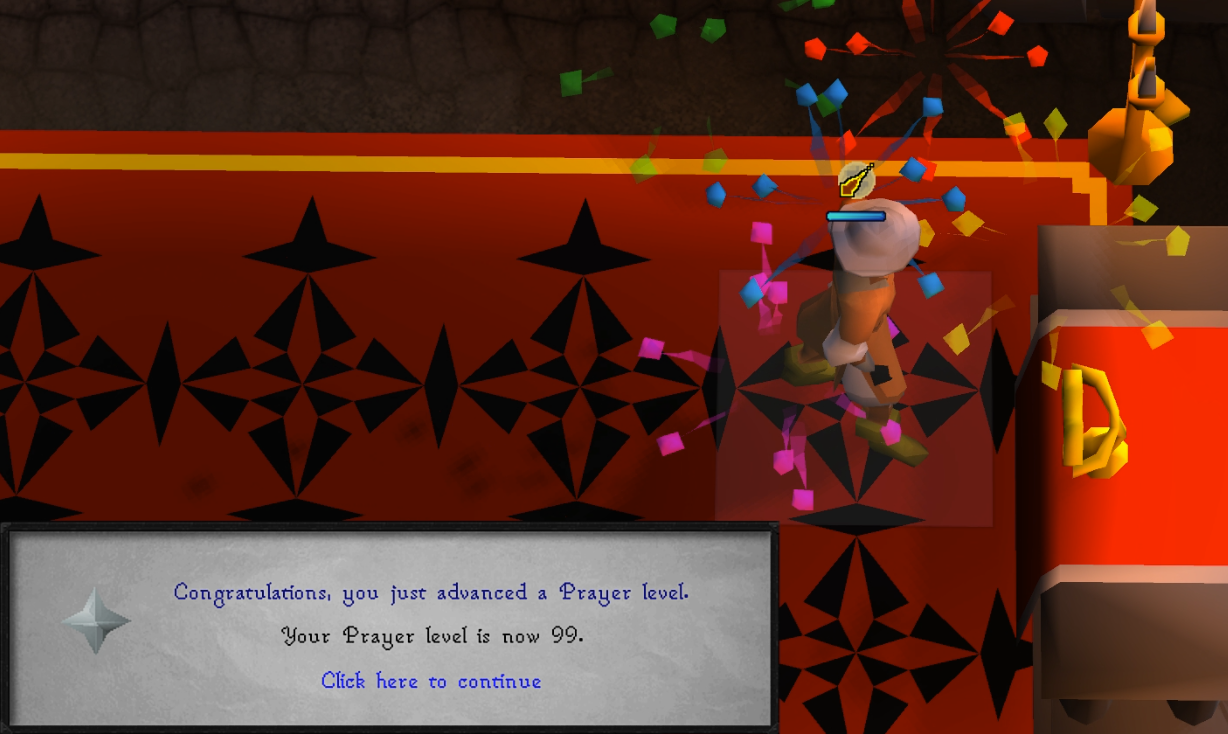 Congratulations, you just advanced a Prayer level.
Your Prayer level is now 99.
Click here to continue